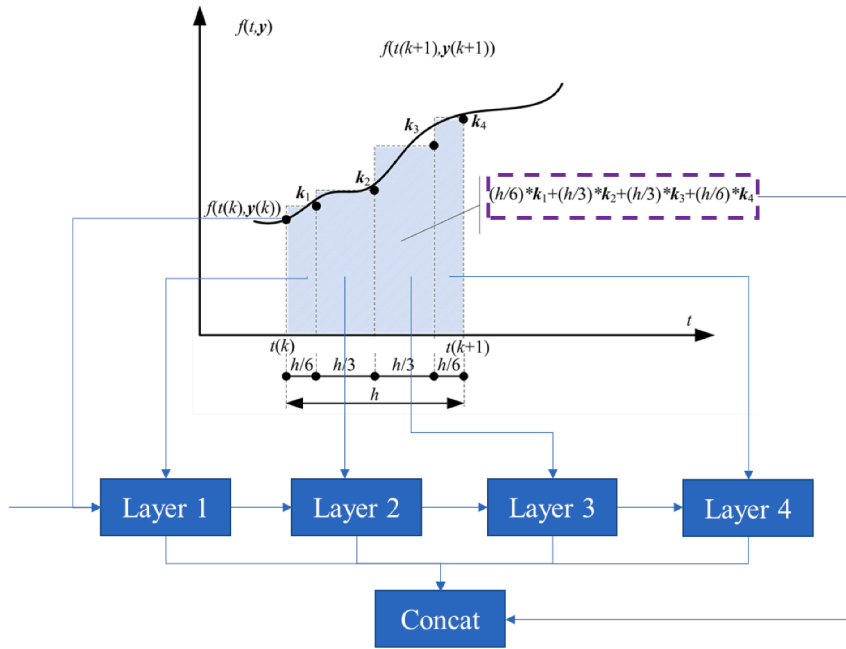 f(t,y)
f(t(k+1),y(k+1))
k₃
k₄
k₁
k₂
(h/6)*k₁+(h/3)*k₂+(h/3)*k₃+(h/6)*k₄
f(t(k),y(k))
t
t(k)
t(k+1)
h/6
h/3
h/3
h/6
h
Layer 1
Layer 2
Layer 3
Layer 4
Concat